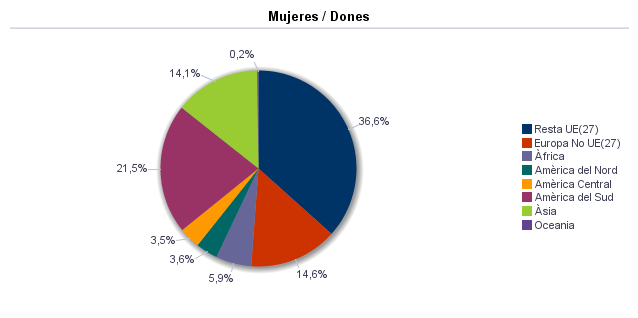 Mujeres / Dones
0,2%
14,1%
36,6%
21,5%
3,5%
3,6%
5,9%
14,6%
Resta UE(27)
Europa No UE(27)
Àfrica
Amèrica del Nord
Amèrica Central
Amèrica del Sud
Àsia
Oceania